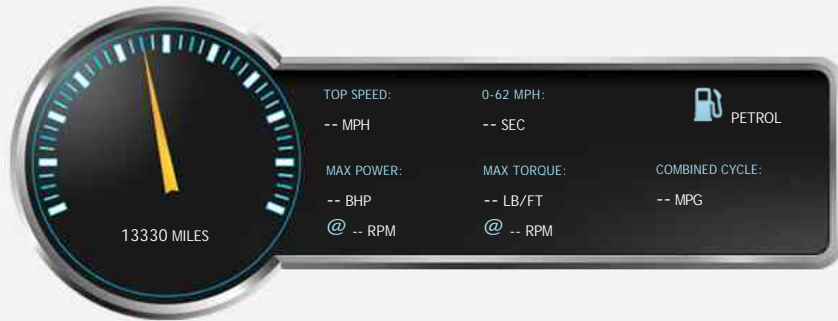 TOP SPEED:
-- MPH
0-62 MPH:
-- SEC
PETROL
MAX POWER:
-- BHP
@ -- RPM
MAX TORQUE:
-- LB/FT
@ -- RPM
COMBINED CYCLE:
-- MPG
13330 MILES